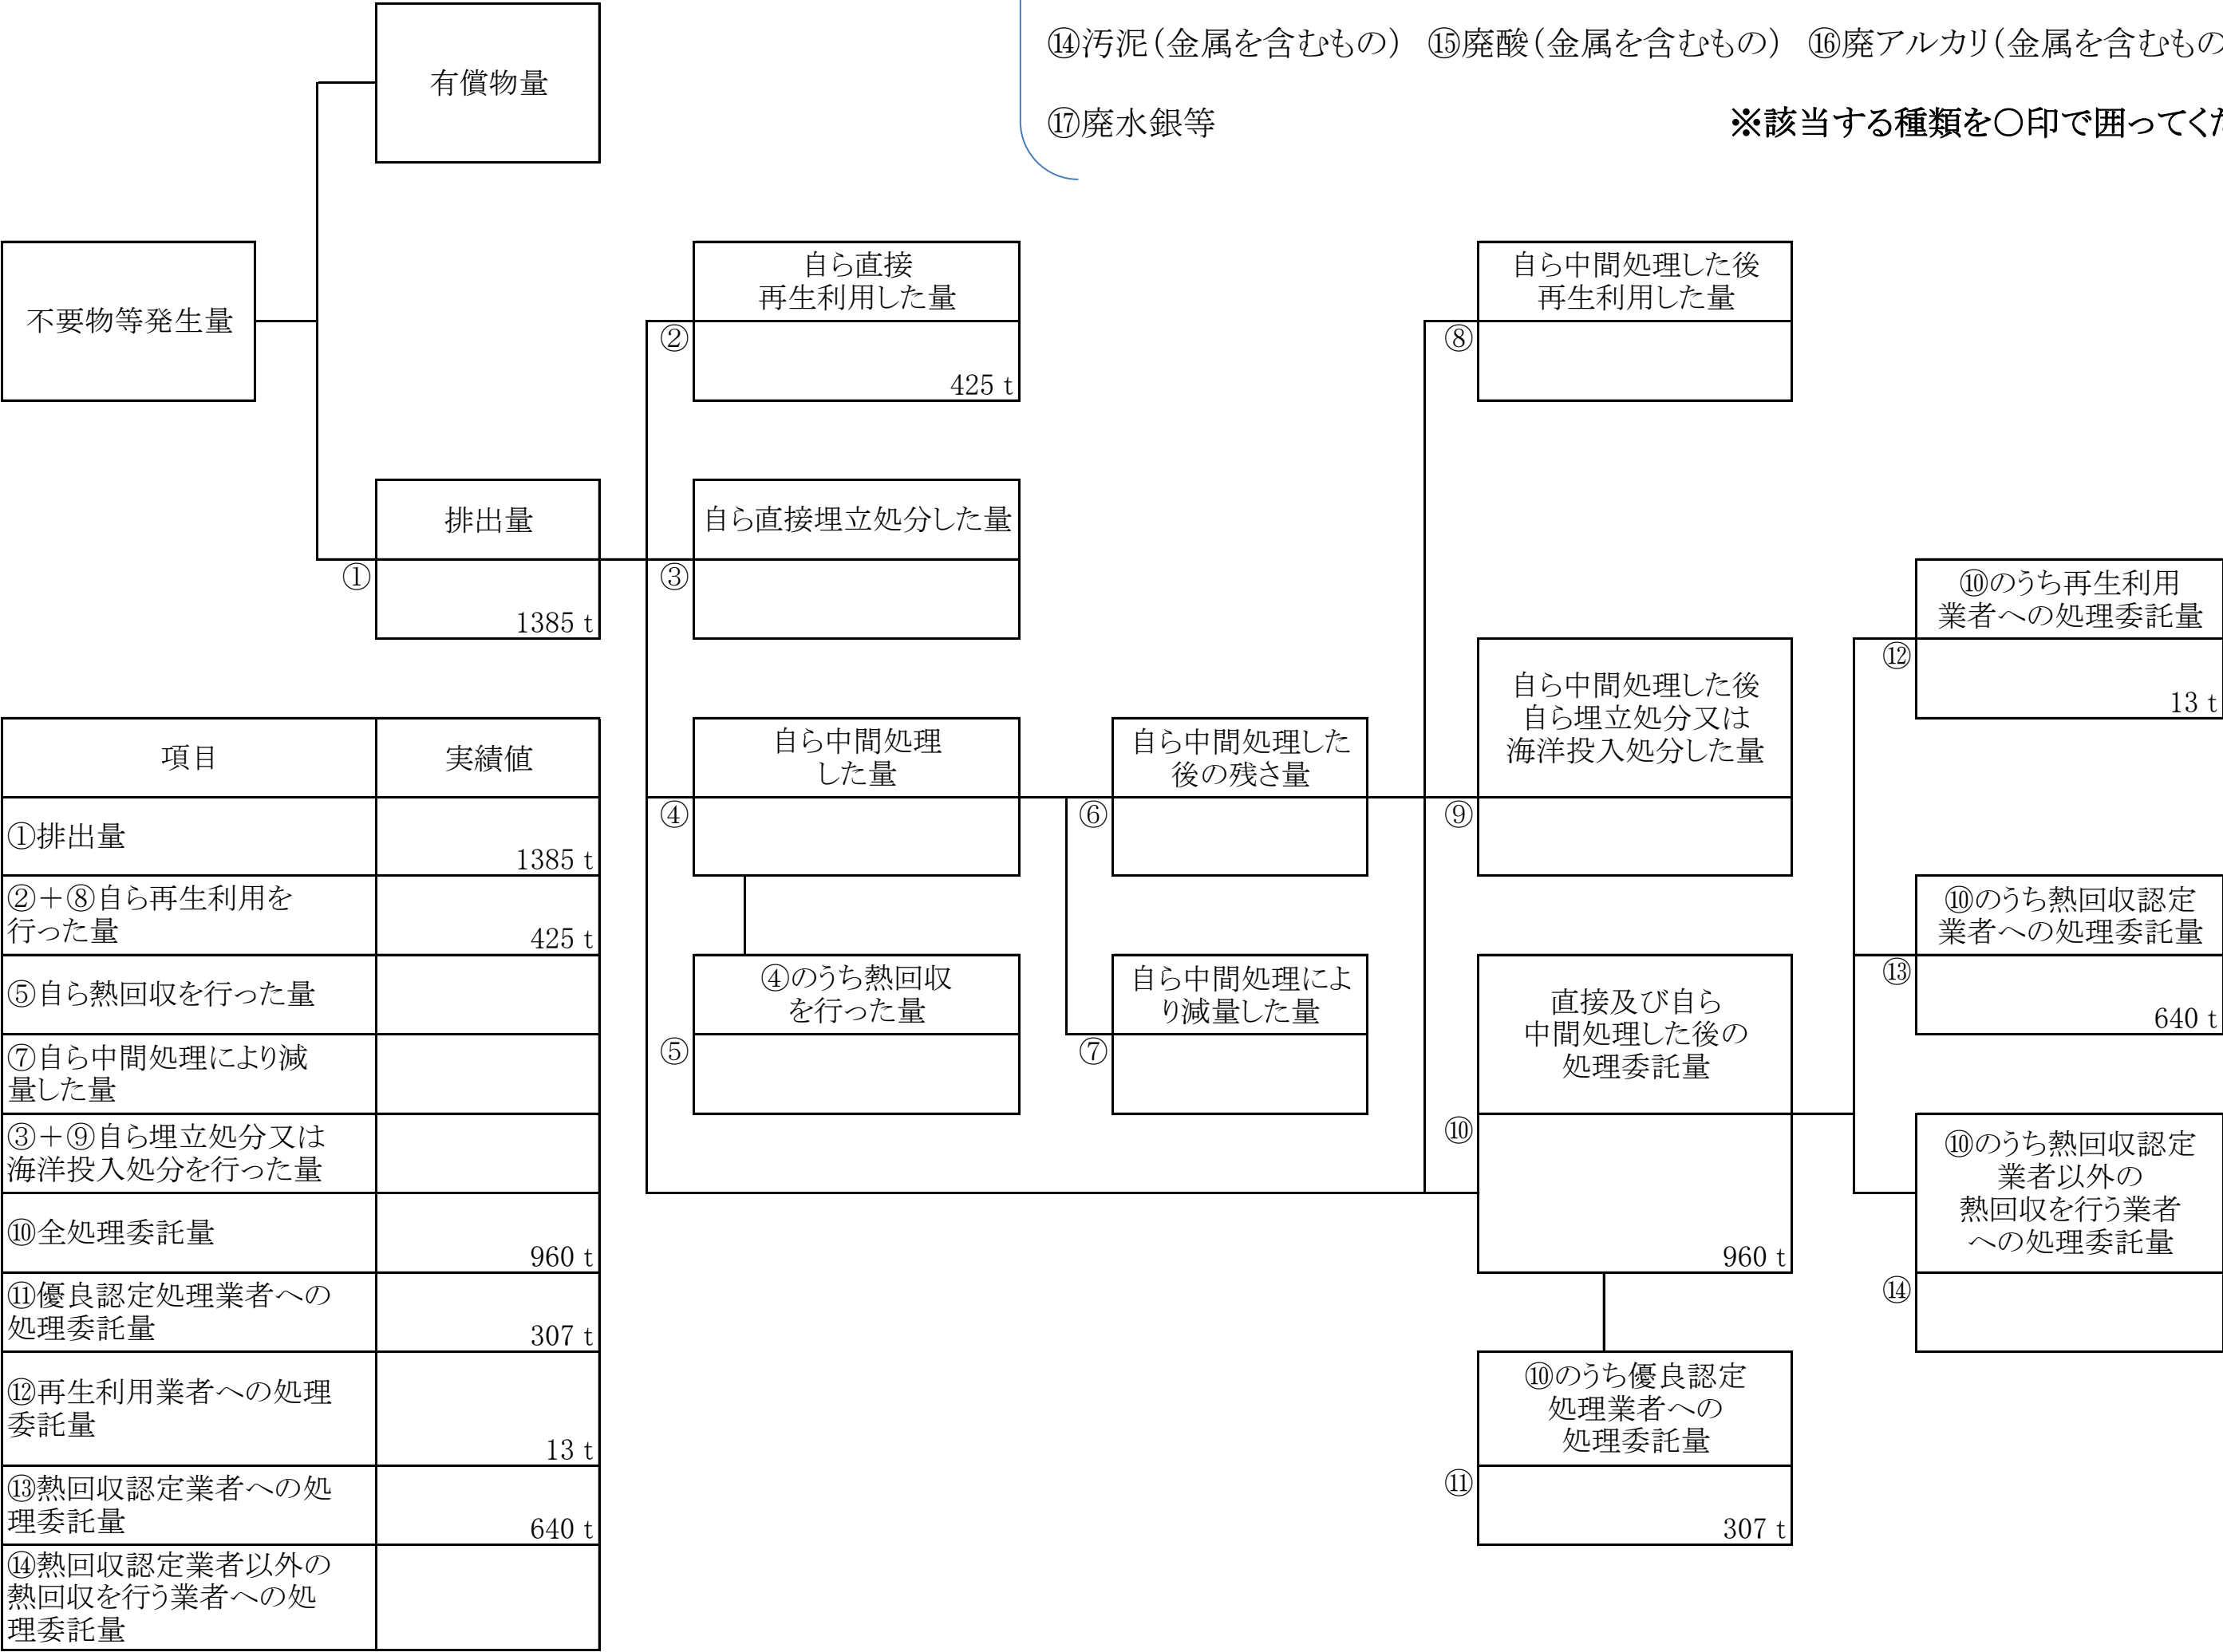 ⑭汚泥（金属を含むもの） ⑮廃酸（金属を含むもの） ⑯廃アルカリ（金属を含むもの
⑰廃水銀等
※該当する種類を〇印で囲ってく
有償物量
不要物等発生量
自ら直接
再生利用した量
②
425 t
自ら中間処理した後
再生利用した量
⑧
排出量
①
1385 t
自ら直接埋立処分した量
③
⑩のうち再生利用
業者への処理委託量
⑫
13 t
自ら中間処理
した量
④
自ら中間処理した
後の残さ量
⑥
自ら中間処理した後
自ら埋立処分又は
海洋投入処分した量
⑨
⑩のうち熱回収認定
業者への処理委託量
⑬
640 t
④のうち熱回収
を行った量
⑤
自ら中間処理によ
り減量した量
⑦
直接及び自ら
中間処理した後の
処理委託量
⑩
960 t
⑩のうち熱回収認定
業者以外の
熱回収を行う業者
への処理委託量
⑭
⑩のうち優良認定
処理業者への
処理委託量
⑪
307 t
項目 実績値
①排出量
1385 t
②＋⑧自ら再生利用を
行った量
425 t
⑤自ら熱回収を行った量
⑦自ら中間処理により減
量した量
③＋⑨自ら埋立処分又は
海洋投入処分を行った量
⑩全処理委託量
960 t
⑪優良認定処理業者への
処理委託量
307 t
⑫再生利用業者への処理
委託量
13 t
⑬熱回収認定業者への処
理委託量
640 t
⑭熱回収認定業者以外の
熱回収を行う業者への処
理委託量